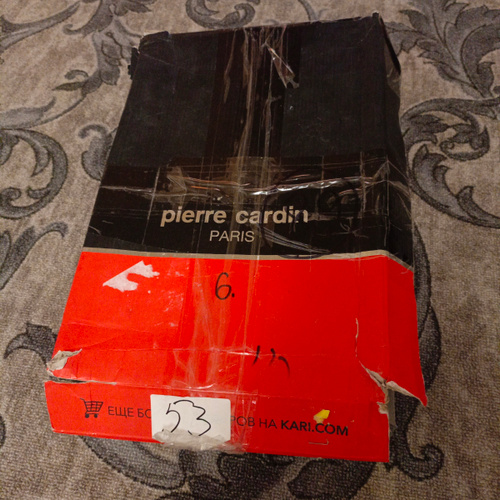 pierre cardin
PARIS
6.
ЕЩЕ
53
НА KARI.COM